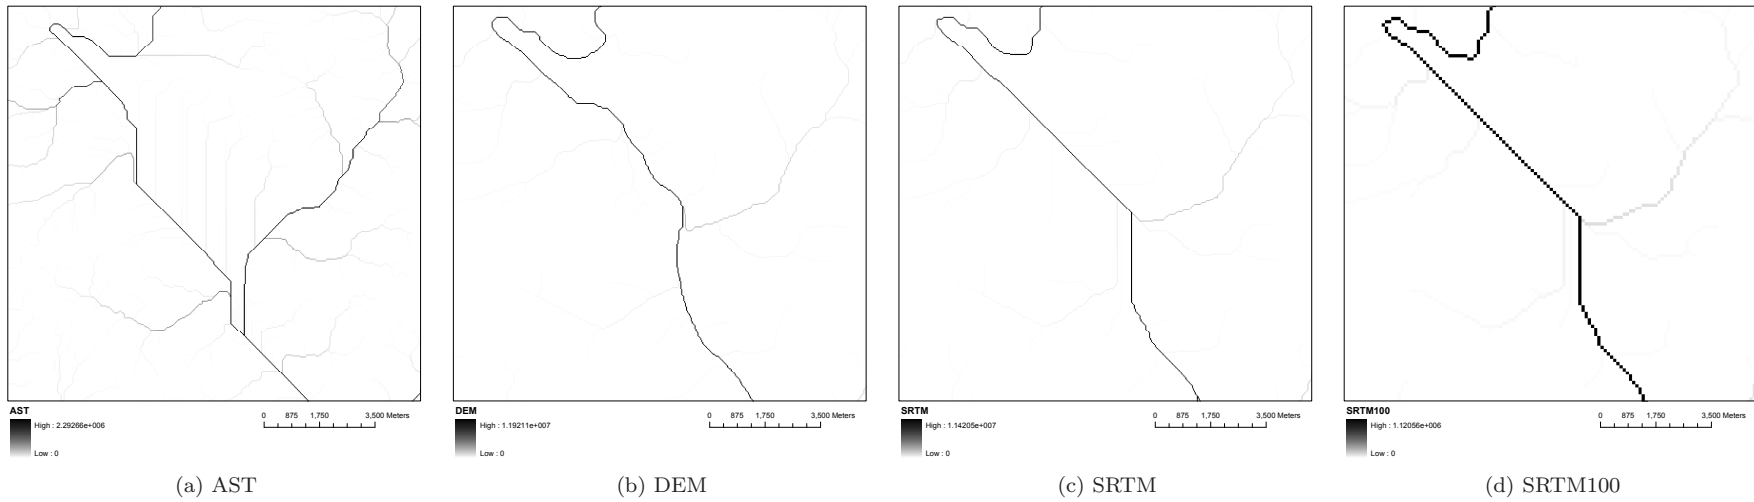 AST
0 875 1,750 3,500 Meters
High : 2.29266e+006
Low : 0
(a) AST
DEM
0 875 1,750 3,500 Meters
High : 1.19211e+007
Low : 0
(b) DEM
SRTM
0 875 1,750 3,500 Meters
High : 1.14205e+007
Low : 0
(c) SRTM
SRTM100
0 875 1,750 3,500 Meters
High : 1.12056e+006
Low : 0
(d) SRTM100